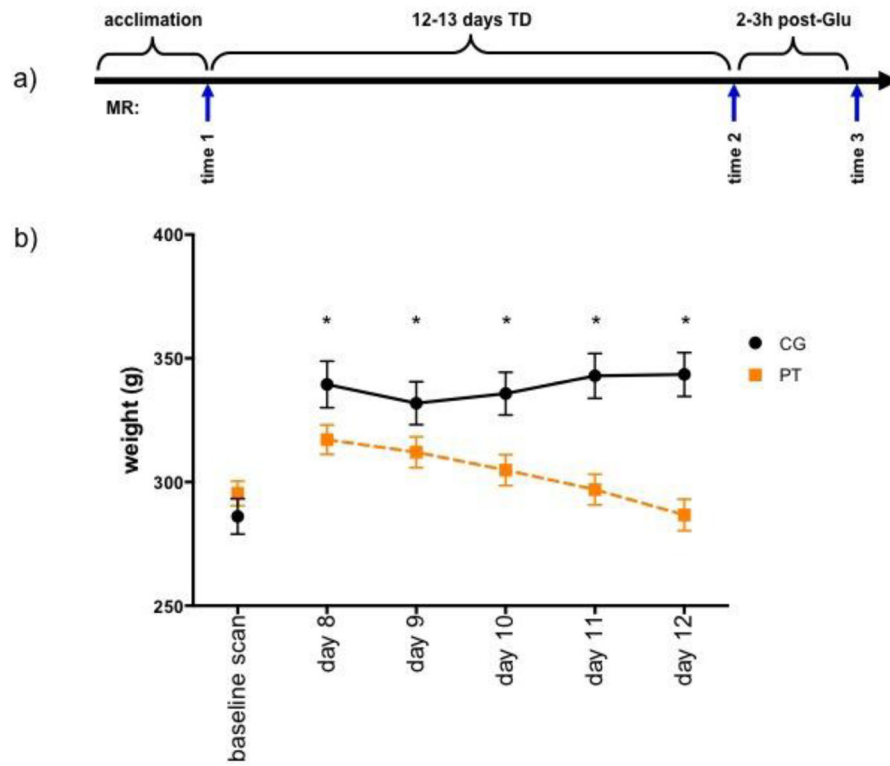 acclimation 12-13 days TD 2-3h post-Glu
a)
MR:
time 1
time 2
time 3
b)
400
350
300
250
weight (g)
* * * * *
CG
PT
baseline scan
day 8
day 9
day 10
day 11
day 12